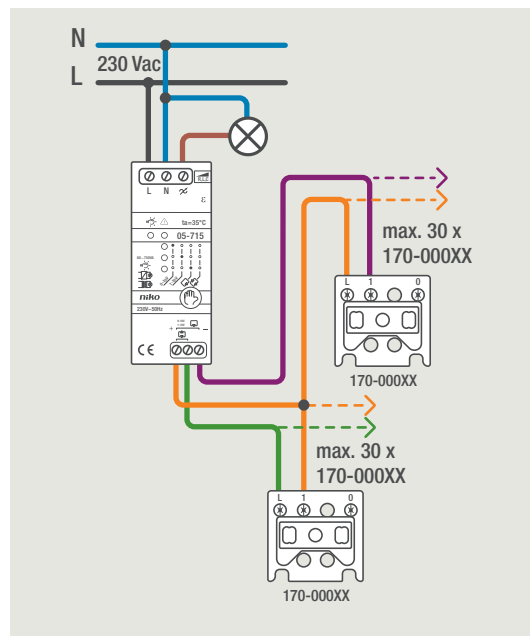 N
230 Vac
L
L N
R,L,C
ε
ta=35°C
05-715
niko
230V~50Hz
+ −
CE
max. 30 x
170-000XX
L 1 0
170-000XX
max. 30 x
170-000XX
L 1 0
170-000XX